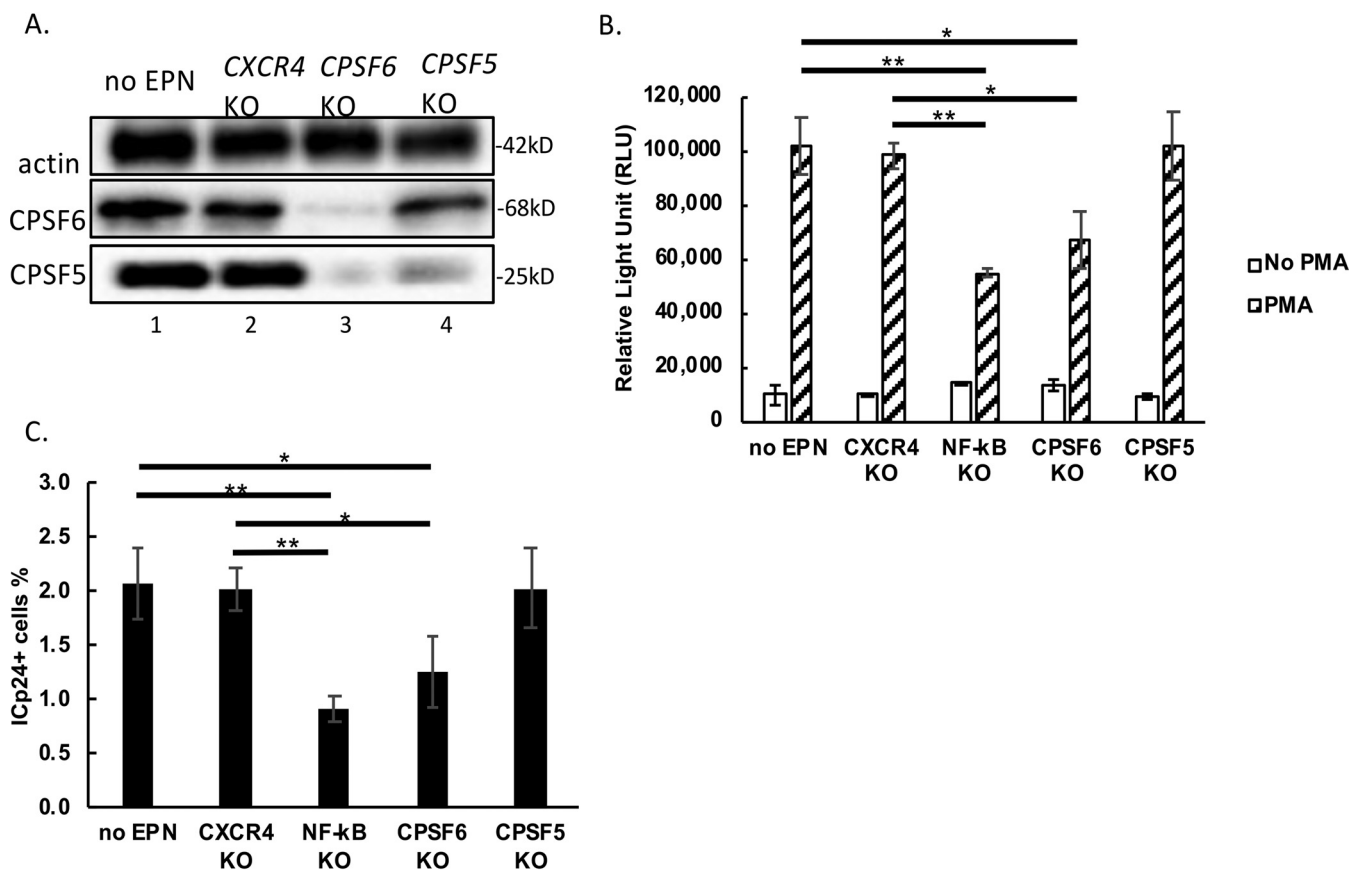 A.
no EPN CXCR4 CPSF6 CPSF5
KO KO KO
actin -42kD
CPSF6 -68kD
CPSF5 -25kD
1 2 3 4
B.
*
**
*
**
Relative Light Unit (RLU)
120,000
100,000
80,000
60,000
40,000
20,000
0
no EPN CXCR4 NF-kB CPSF6 CPSF5
KO KO KO KO
No PMA
PMA
C.
*
**
*
**
ICp24+ cells %
3.0
2.5
2.0
1.5
1.0
0.5
0.0
no EPN CXCR4 NF-kB CPSF6 CPSF5
KO KO KO KO